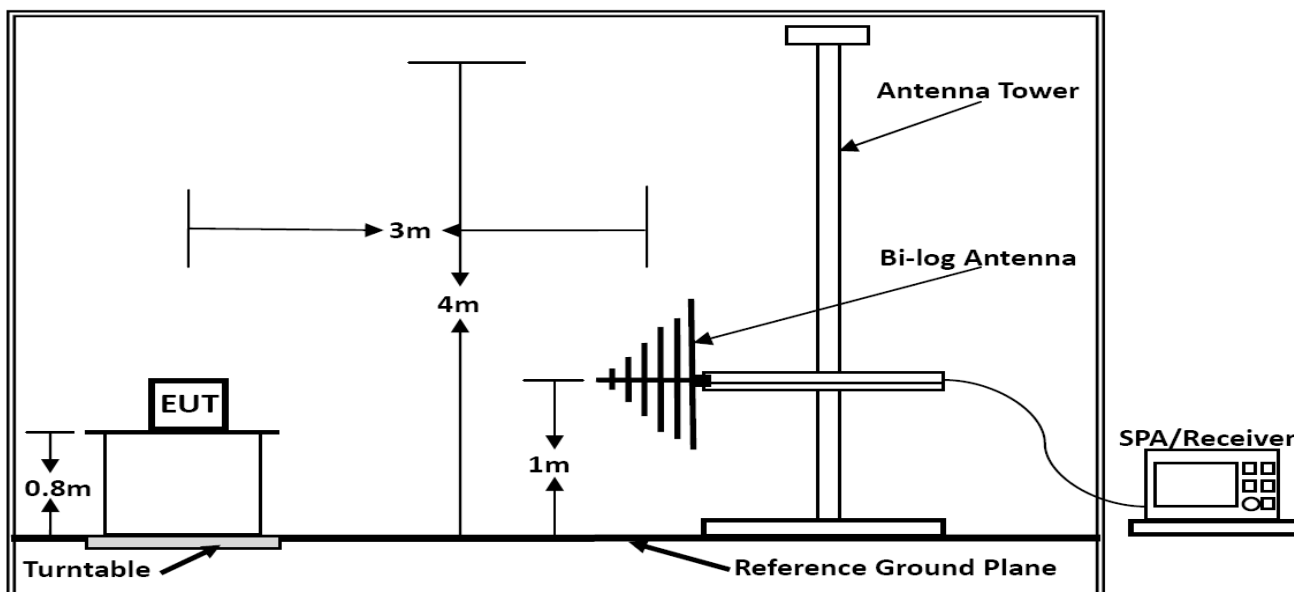 Antenna Tower
3m
Bi-log Antenna
4m
EUT
SPA/Receiver
1m
0.8m
Turntable
Reference Ground Plane